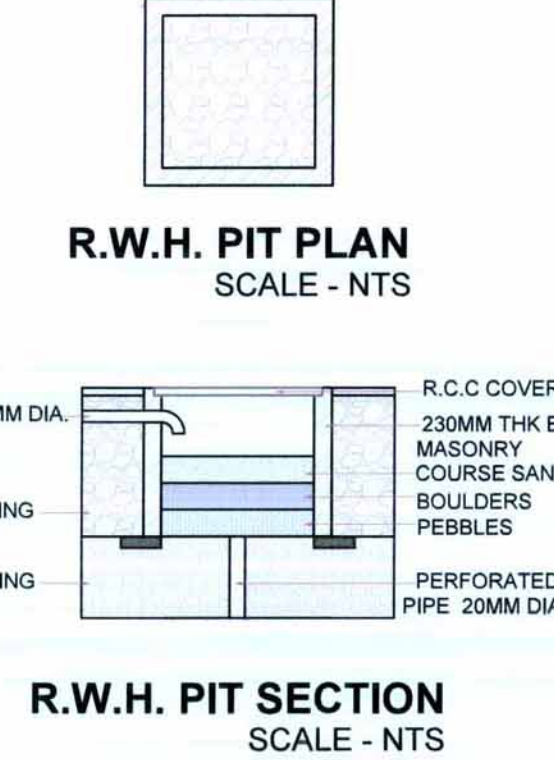 R.W.H. PIT PLAN
SCALE - NTS
R.C.C COVER
MM DIA.
230MM THK B
MASONRY
COURSE SAN
BOULDERS
ING
PEBBLES
ING
PERFORATED
PIPE 20MM DIA
R.W.H. PIT SECTION
SCALE - NTS